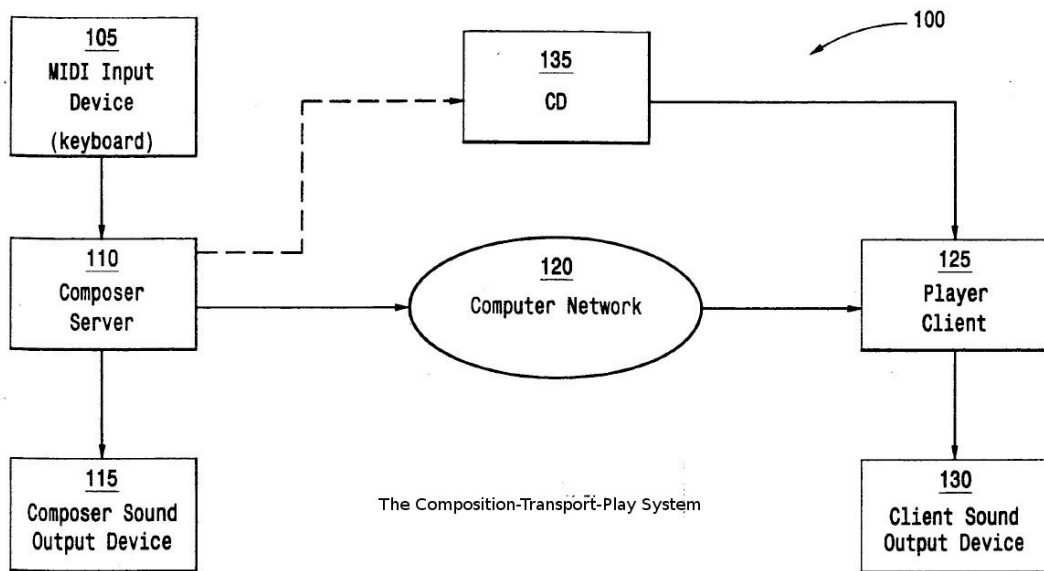 100
105
MIDI Input
Device
(keyboard)
135
CD
110
Composer
Server
120
Computer Network
125
Player
Client
115
Composer Sound
Output Device
The Composition-Transport-Play System
130
Client Sound
Output Device